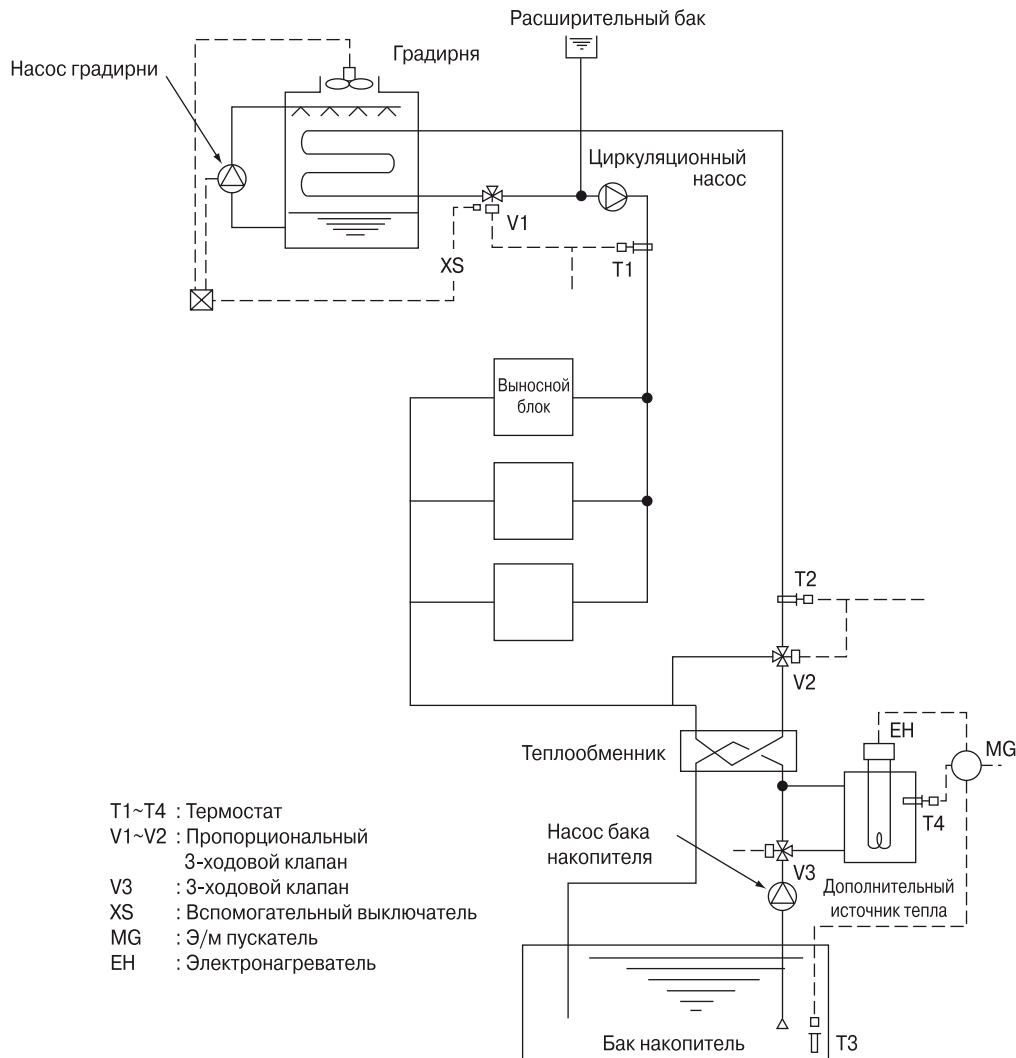 Расширительный бак
Градирня
Насос градирни
Циркуляционный
насос
V1
T1
XS
Выносной
блок
T2
V2
Теплообменник
EH
MG
T4
Насос бака
накопителя
V3
Дополнительный
источник тепла
T1~T4 : Термостат
V1~V2 : Пропорциональный
3-ходовой клапан
V3 : 3-ходовой клапан
XS : Вспомогательный выключатель
MG : Э/м пускатель
EH : Электронагреватель
Бак накопитель
T3